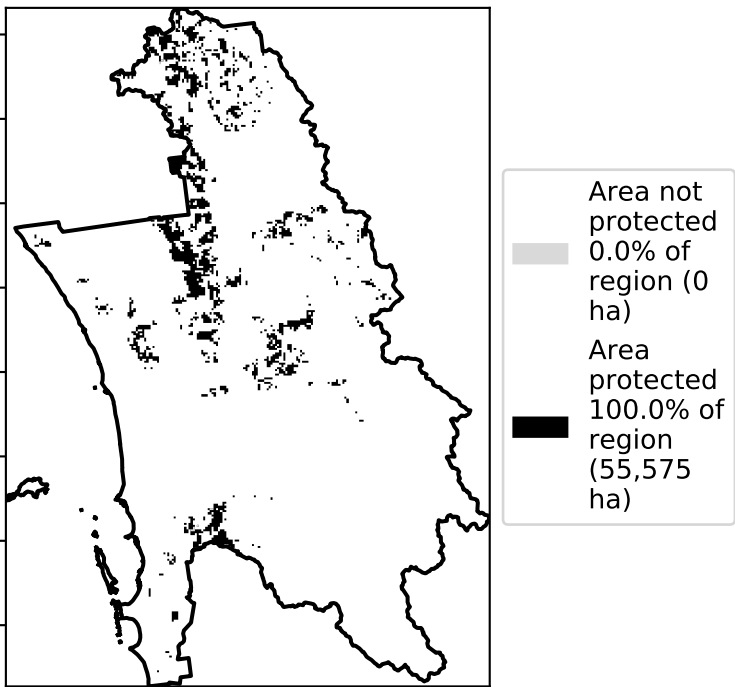 Area not
protected
0.0% of
region (0
ha)
Area
protected
100.0% of
region
(55,575
ha)